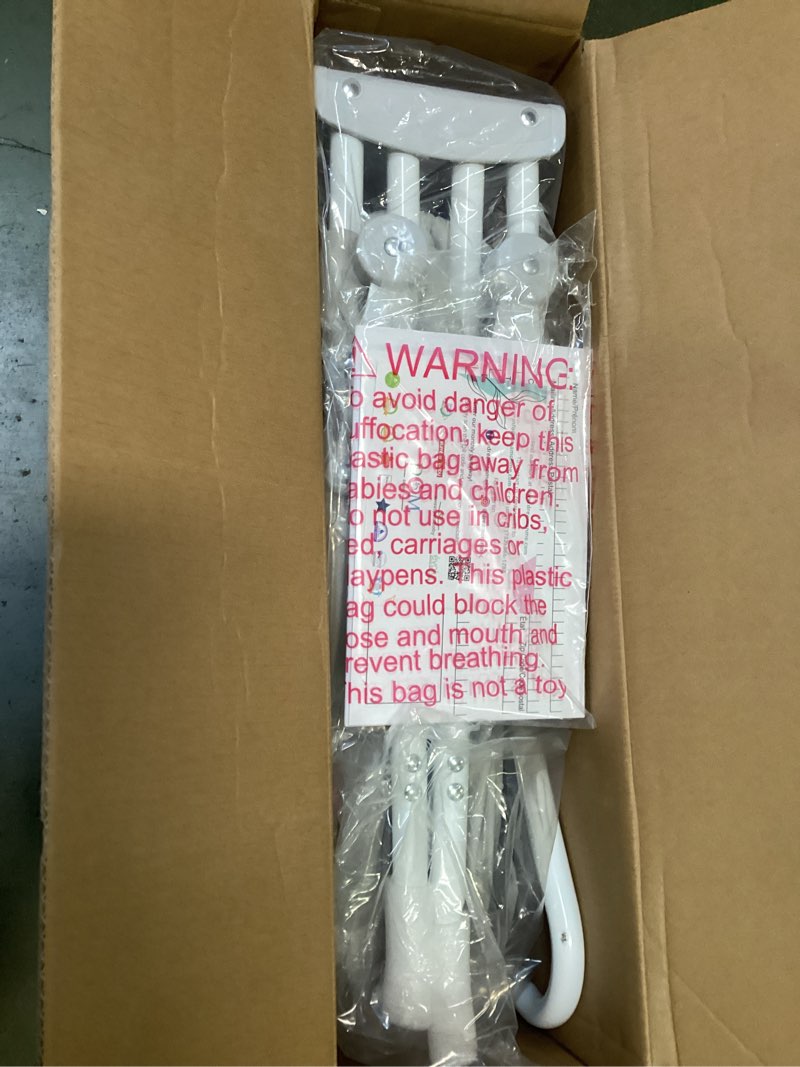 WARNING:
o avoid danger of
uffocation, keep this
astic bag away from
abies and children.
o not use in cribs,
ed, carriages or
aypens. This plastic
ag could block the
ose and mouth and
revent breathing.
his bag is not a toy